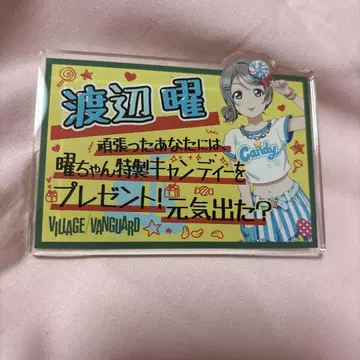 渡辺 曜
頑張ったあなたには、
曜ちゃん特製キャンディーを
プレゼント! 元気出た?
VILLAGE/VANGUARD
Candy